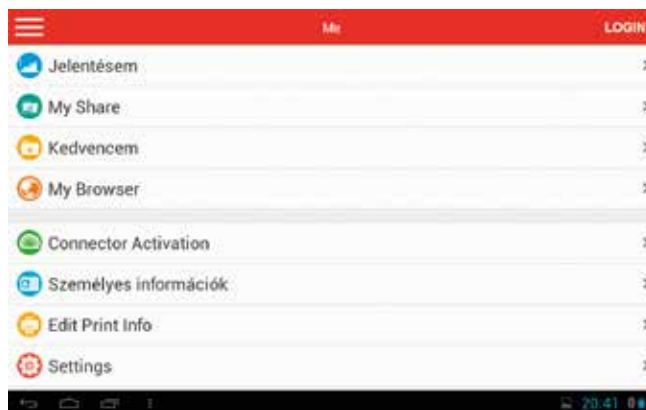 Me
LOGIN
Jelentésem
My Share
Kedvencem
My Browser
Connector Activation
Személyes információk
Edit Print Info
Settings
20:41